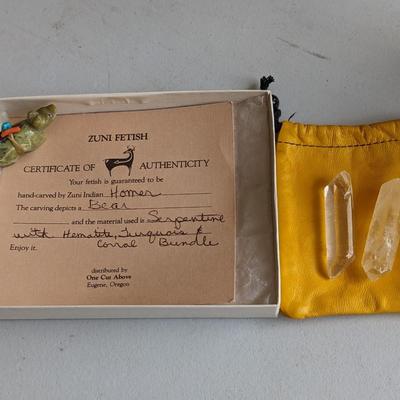 ZUNI FETISH
CERTIFICATE OF AUTHENTICITY
Your fetish is guaranteed to be
hand-carved by Zuni Indian Homer
The carving depicts a Bear
and the material used is Serpentine
with Hematite, Turquois &
Enjoy it. Coral Bundle
distributed by
One Cut Above
Eugene, Oregon